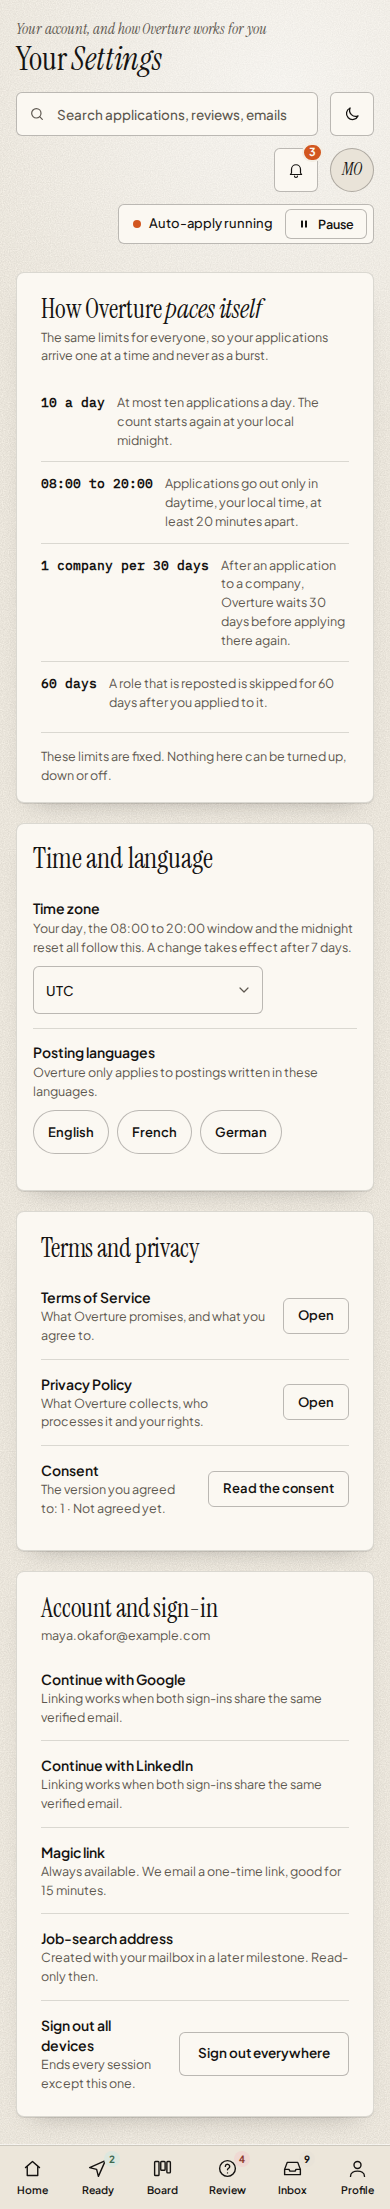 Your account, and how Overture works for you
Your Settings
Search applications, reviews, emails
3
MO
Auto-apply running
Pause
How Overture paces itself
The same limits for everyone, so your applications
arrive one at a time and never as a burst.
10 a day
At most ten applications a day. The
count starts again at your local
midnight.
08:00 to 20:00
Applications go out only in
daytime, your local time, at
least 20 minutes apart.
1 company per 30 days
After an application
to a company,
Overture waits 30
days before applying
there again.
60 days
A role that is reposted is skipped for 60
days after you applied to it.
These limits are fixed. Nothing here can be turned up,
down or off.
Time and language
Time zone
Your day, the 08:00 to 20:00 window and the midnight
reset all follow this. A change takes effect after 7 days.
UTC
Posting languages
Overture only applies to postings written in these
languages.
English
French
German
Terms and privacy
Terms of Service
What Overture promises, and what you
agree to.
Open
Privacy Policy
What Overture collects, who
processes it and your rights.
Open
Consent
The version you agreed
to: 1 · Not agreed yet.
Read the consent
Account and sign-in
maya.okafor@example.com
Continue with Google
Linking works when both sign-ins share the same
verified email.
Continue with LinkedIn
Linking works when both sign-ins share the same
verified email.
Magic link
Always available. We email a one-time link, good for
15 minutes.
Job-search address
Created with your mailbox in a later milestone. Read-
only then.
Sign out all
devices
Ends every session
except this one.
Sign out everywhere
Home
2
Ready
Board
4
Review
9
Inbox
Profile